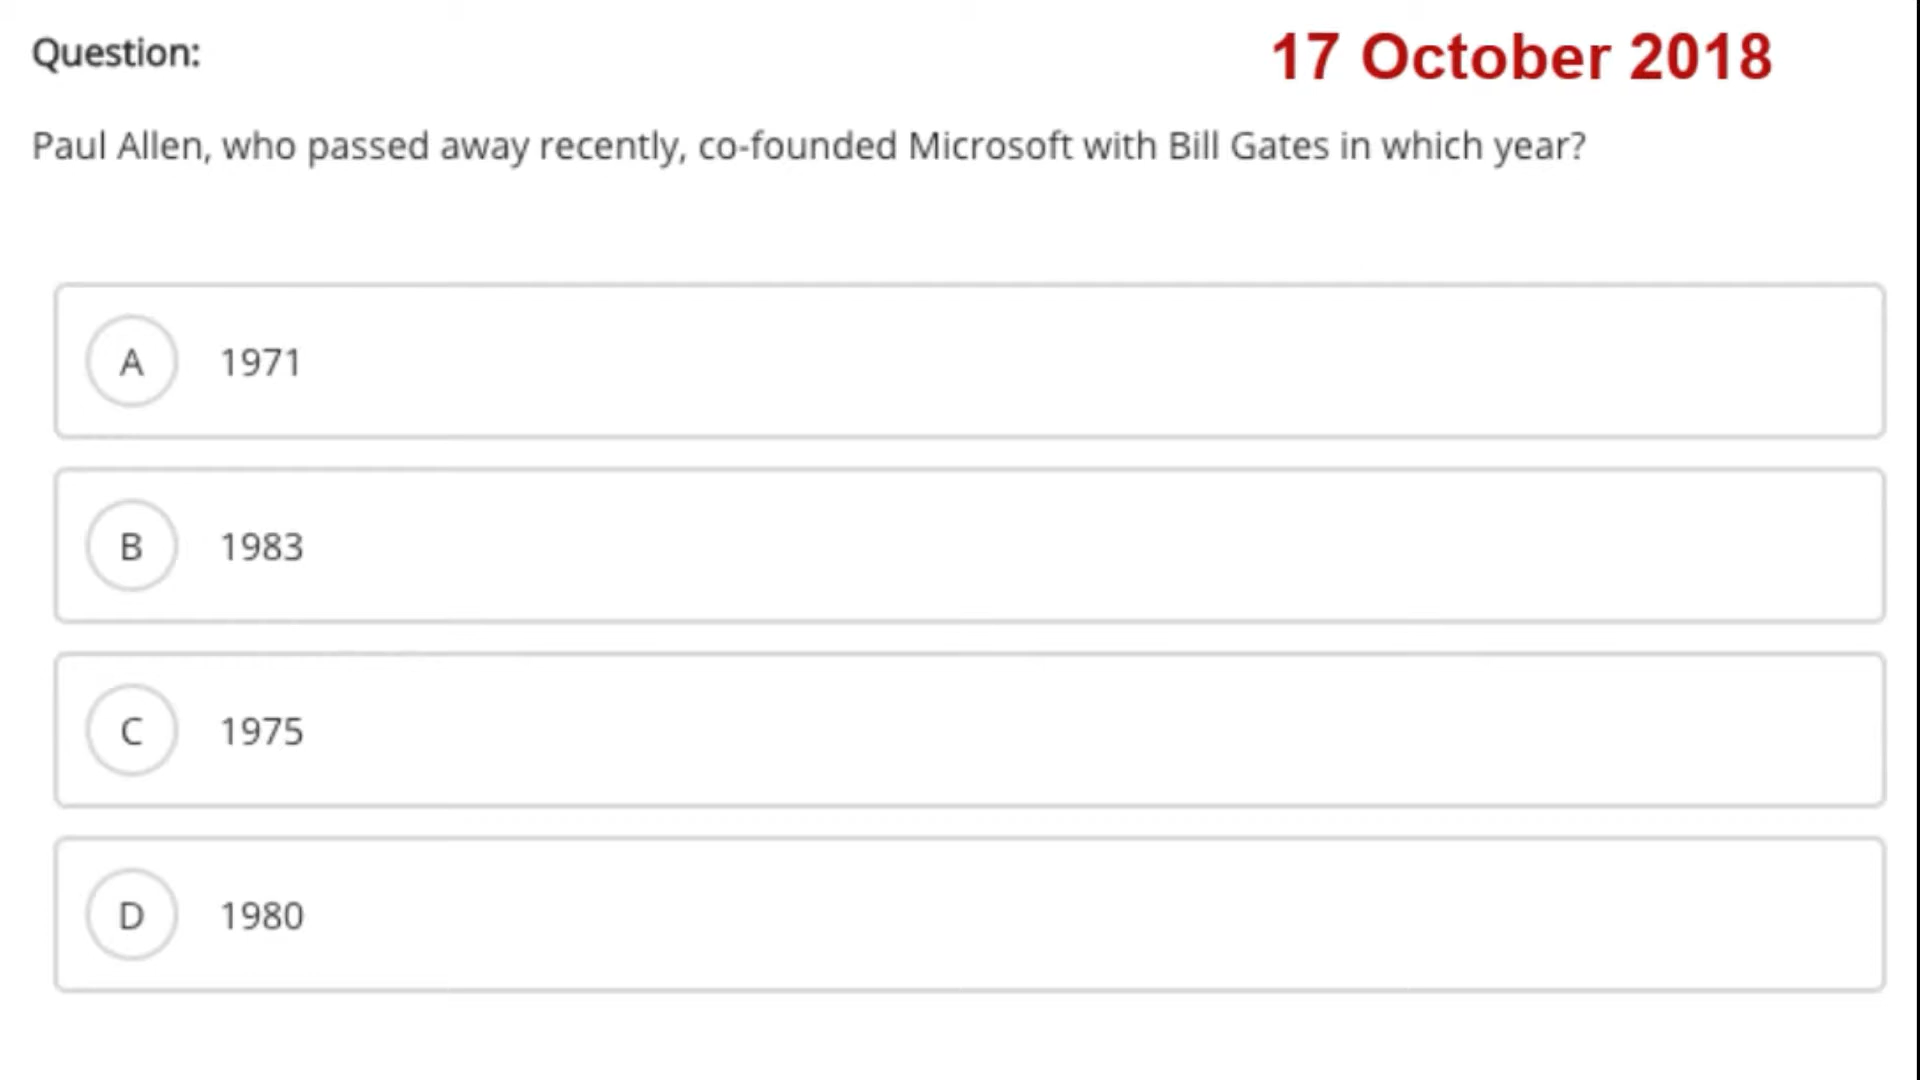 Question:
17 October 2018
Paul Allen, who passed away recently, co-founded Microsoft with Bill Gates in which year?
A 1971
B 1983
C 1975
D 1980